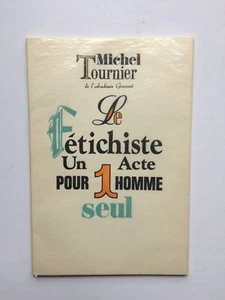 Michel
Tournier
de l'Académie Goncourt
Le
Fétichiste
Un Acte
POUR 1 HOMME
seul